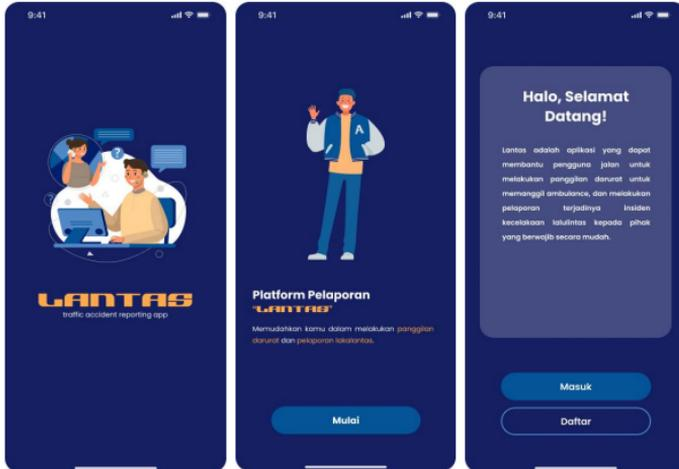 9:41
LANTAS
traffic accident reporting app
9:41
A
Platform Pelaporan
"LANTAS"
Memudahkan kamu dalam melakukan panggilan
darurat dan pelaporan lakalantas.
Mulai
9:41
Halo, Selamat
Datang!
Lantas adalah aplikasi yang dapat
membantu pengguna jalan untuk
melakukan panggilan darurat untuk
memanggil ambulance, dan melakukan
pelaporan terjadinya insiden
kecelakaan lalulintas kepada pihak
yang berwajib secara mudah.
Masuk
Daftar